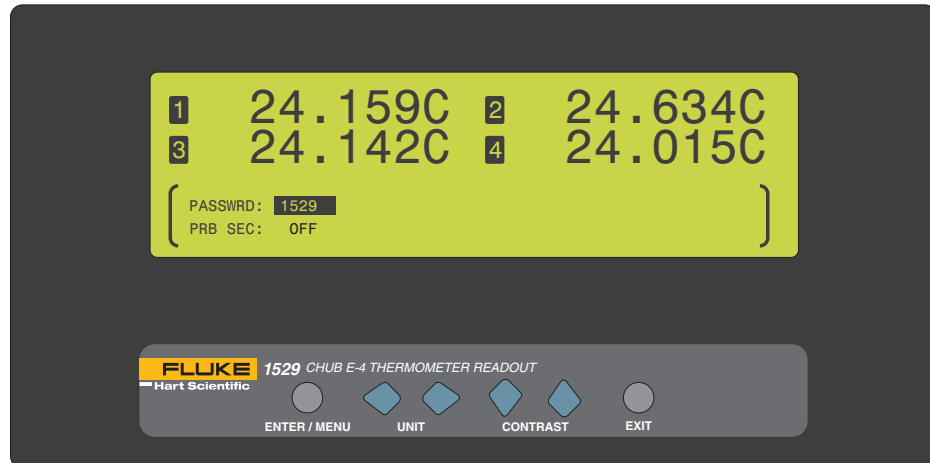 1 24.159C 2 24.634C
3 24.142C 4 24.015C
PASSWRD: 1529
PRB SEC: OFF
FLUKE 1529 CHUB E-4 THERMOMETER READOUT
Hart Scientific
ENTER / MENU UNIT CONTRAST EXIT